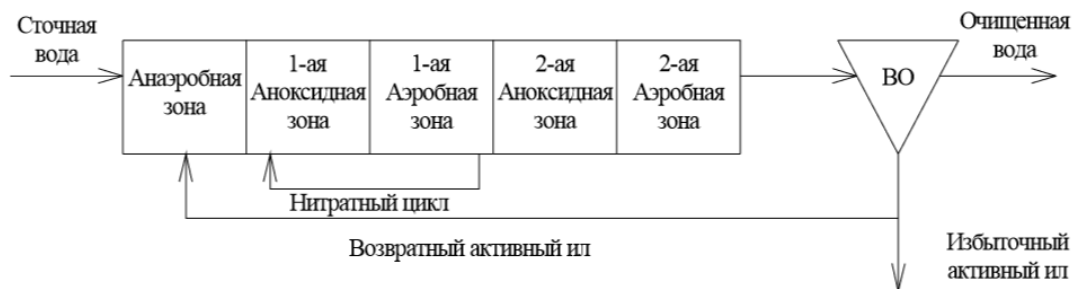 Сточная
вода
Анаэробная
зона
1-ая
Аноксидная
зона
1-ая
Аэробная
зона
2-ая
Аноксидная
зона
2-ая
Аэробная
зона
ВО
Очищенная
вода
Нитратный цикл
Возвратный активный ил
Избыточный
активный ил